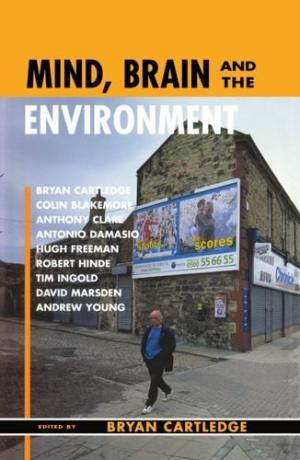 MIND, BRAIN AND THE
ENVIRONMENT
BRYAN CARTLEDGE
COLIN BLAKEMORE
ANTHONY CLARE
ANTONIO DAMASIO
HUGH FREEMAN
ROBERT HINDE
TIM INGOLD
DAVID MARSDEN
ANDREW YOUNG
scores
0500 55 66 55
Chronicle
EDITED BY
BRYAN CARTLEDGE